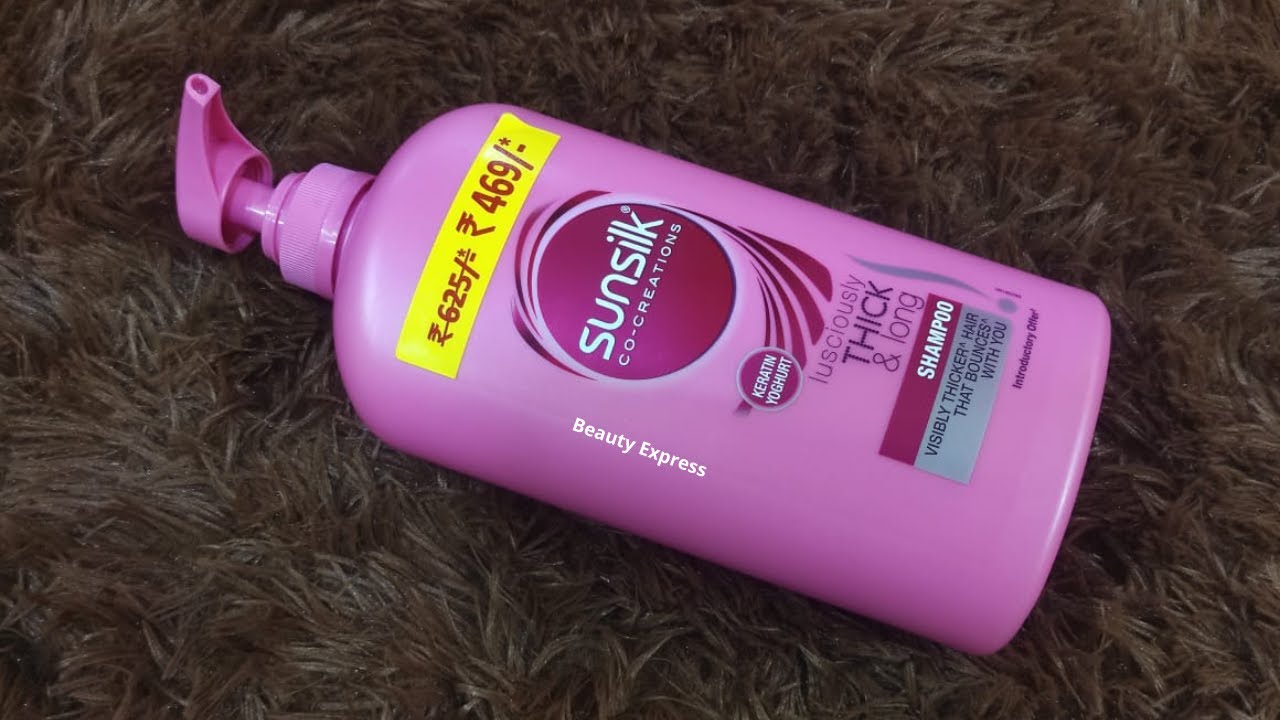 ₹ 625/-* ₹ 469/-*
sunsilk®
CO-CREATIONS
KERATIN
YOGHURT
lusciously
THICK
& long
SHAMPOO
VISIBLY THICKER^ HAIR
THAT BOUNCES^
WITH YOU
Introductory Offer*
Beauty Express